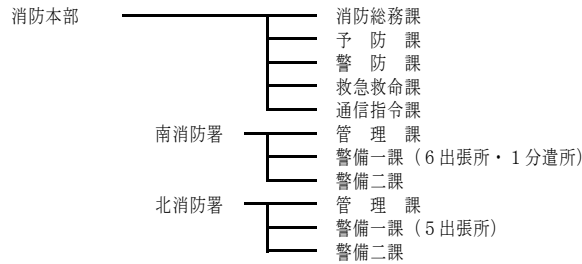 消防本部 消防総務課
予 防 課
警 防 課
救急救命課
通信指令課
南消防署 管 理 課
警備一課（６出張所・１分遣所）
警備二課
北消防署 管 理 課
警備一課（５出張所）
警備二課